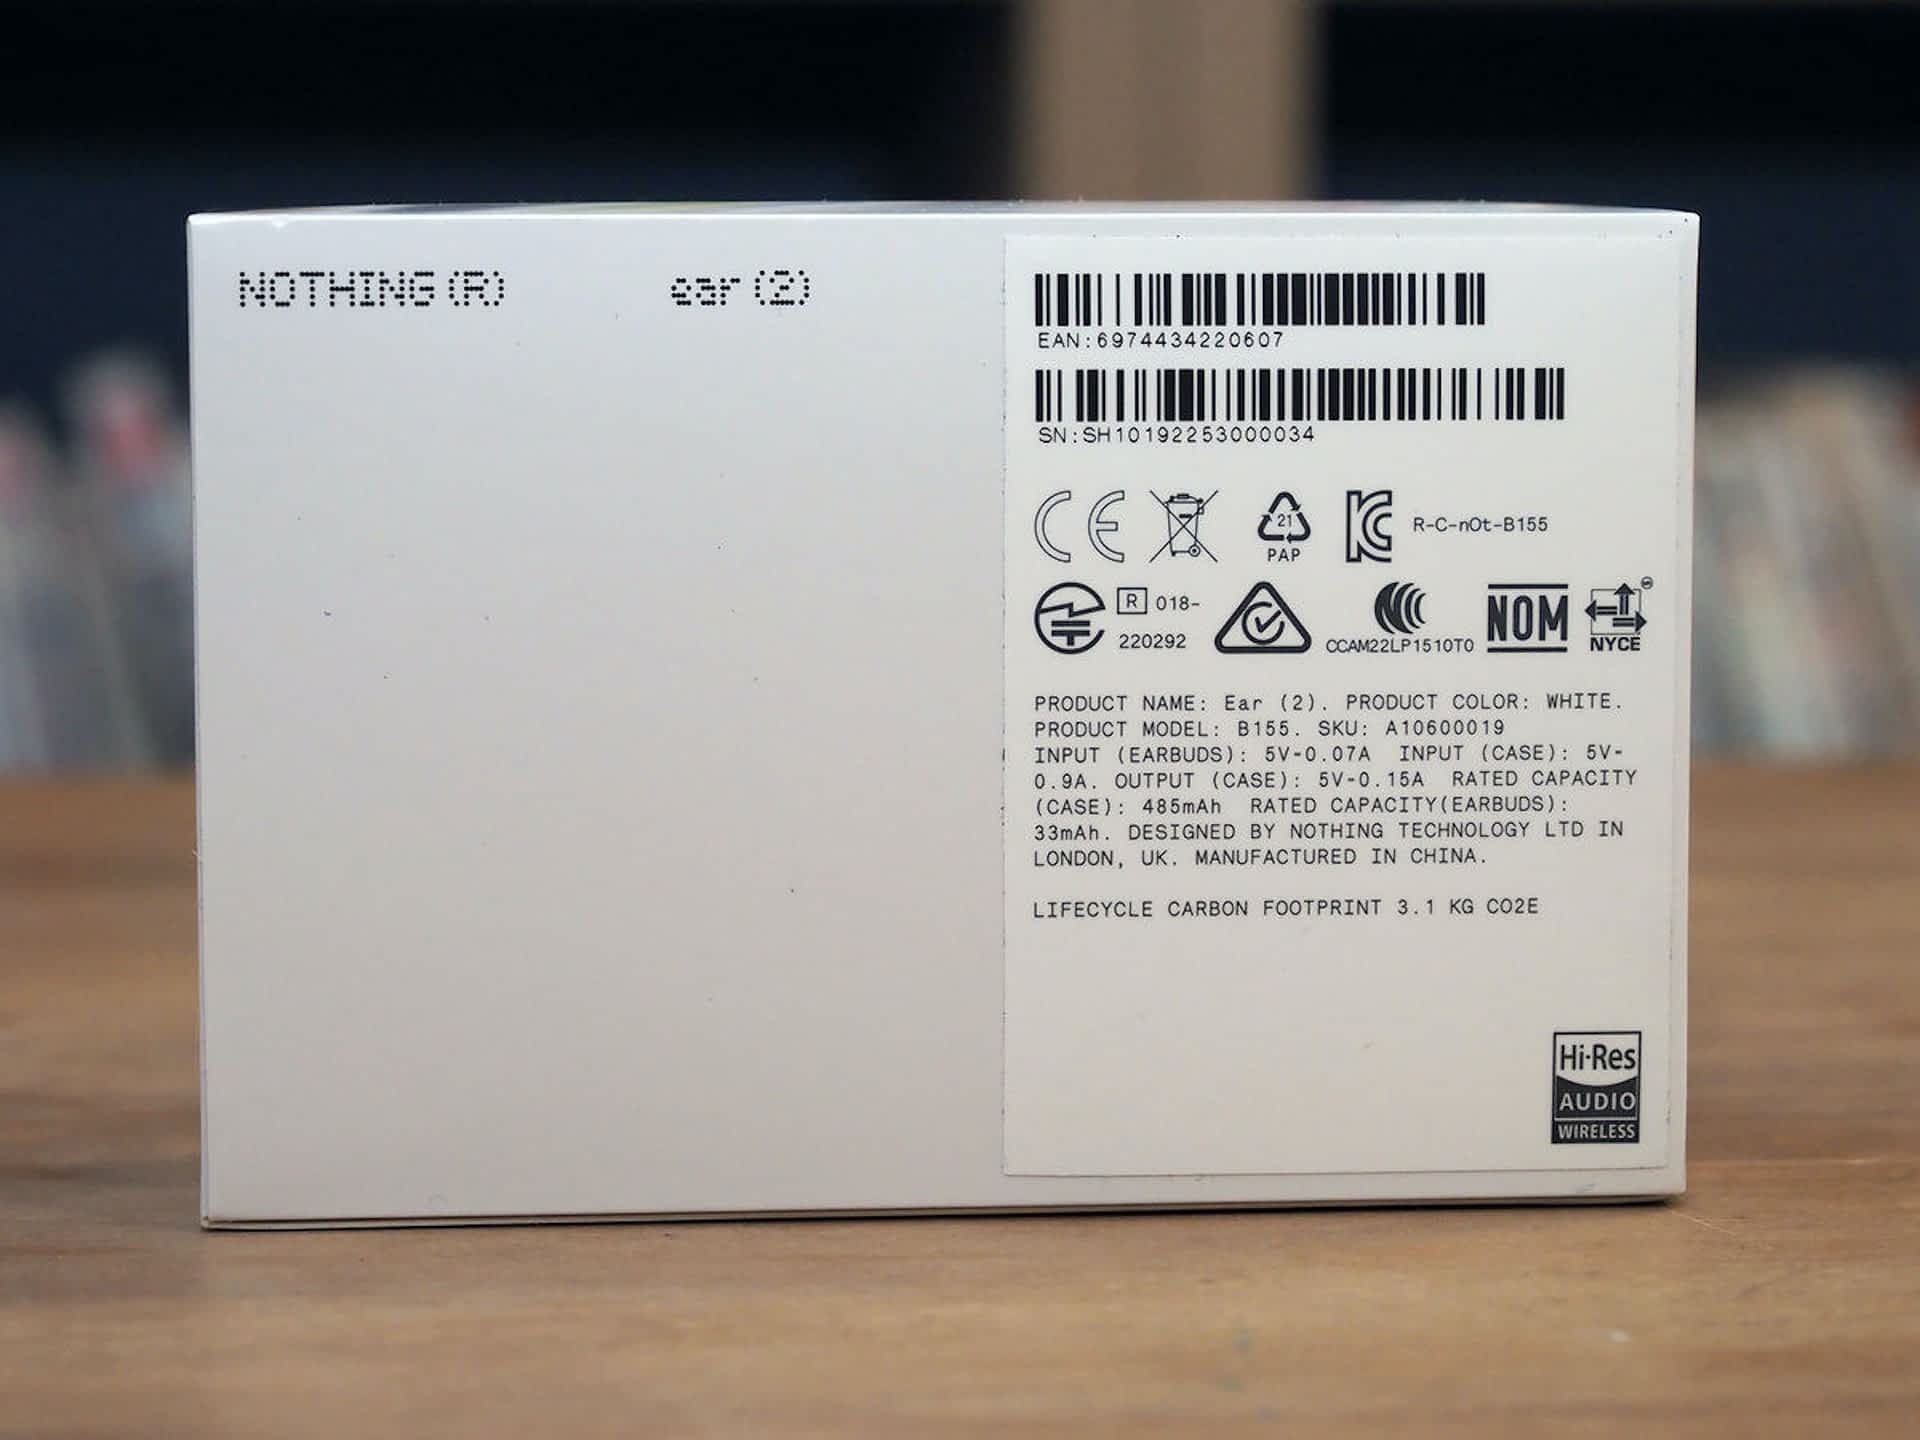 NOTHING (R) ear (2)
EAN:6974434220607
SN:SH10192253000034
CE 21 PAP KC R-C-nOt-B155
R 018-
220292
CCAM22LP1510T0 NOM NYCE
PRODUCT NAME: Ear (2). PRODUCT COLOR: WHITE.
PRODUCT MODEL: B155. SKU: A10600019
INPUT (EARBUDS): 5V-0.07A INPUT (CASE): 5V-
0.9A. OUTPUT (CASE): 5V-0.15A RATED CAPACITY
(CASE): 485mAh RATED CAPACITY(EARBUDS):
33mAh. DESIGNED BY NOTHING TECHNOLOGY LTD IN
LONDON, UK. MANUFACTURED IN CHINA.
LIFECYCLE CARBON FOOTPRINT 3.1 KG CO2E
Hi-Res
AUDIO
WIRELESS